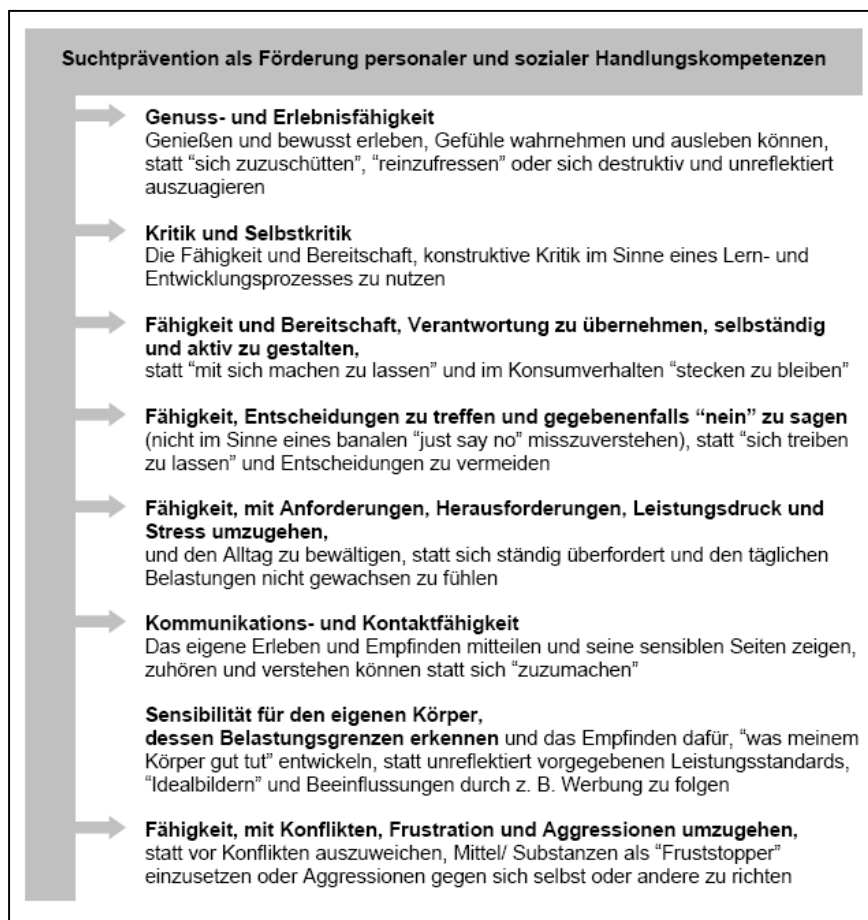 Suchtprävention als Förderung personaler und sozialer Handlungskompetenzen
Genuss- und Erlebnisfähigkeit
Genießen und bewusst erleben, Gefühle wahrnehmen und ausleben können,
statt “sich zuzuschütten”, “reinzufressen” oder sich destruktiv und unreflektiert
auszuagieren
Kritik und Selbstkritik
Die Fähigkeit und Bereitschaft, konstruktive Kritik im Sinne eines Lern- und
Entwicklungsprozesses zu nutzen
Fähigkeit und Bereitschaft, Verantwortung zu übernehmen, selbständig
und aktiv zu gestalten,
statt “mit sich machen zu lassen” und im Konsumverhalten “stecken zu bleiben”
Fähigkeit, Entscheidungen zu treffen und gegebenenfalls “nein” zu sagen
(nicht im Sinne eines banalen “just say no” misszuverstehen), statt “sich treiben
zu lassen” und Entscheidungen zu vermeiden
Fähigkeit, mit Anforderungen, Herausforderungen, Leistungsdruck und
Stress umzugehen,
und den Alltag zu bewältigen, statt sich ständig überfordert und den täglichen
Belastungen nicht gewachsen zu fühlen
Kommunikations- und Kontaktfähigkeit
Das eigene Erleben und Empfinden mitteilen und seine sensiblen Seiten zeigen,
zuhören und verstehen können statt sich “zuzumachen”
Sensibilität für den eigenen Körper,
dessen Belastungsgrenzen erkennen und das Empfinden dafür, “was meinem
Körper gut tut” entwickeln, statt unreflektiert vorgegebenen Leistungsstandards,
“Idealbildern” und Beeinflussungen durch z. B. Werbung zu folgen
Fähigkeit, mit Konflikten, Frustration und Aggressionen umzugehen,
statt vor Konflikten auszuweichen, Mittel/ Substanzen als “Fruststopper”
einzusetzen oder Aggressionen gegen sich selbst oder andere zu richten